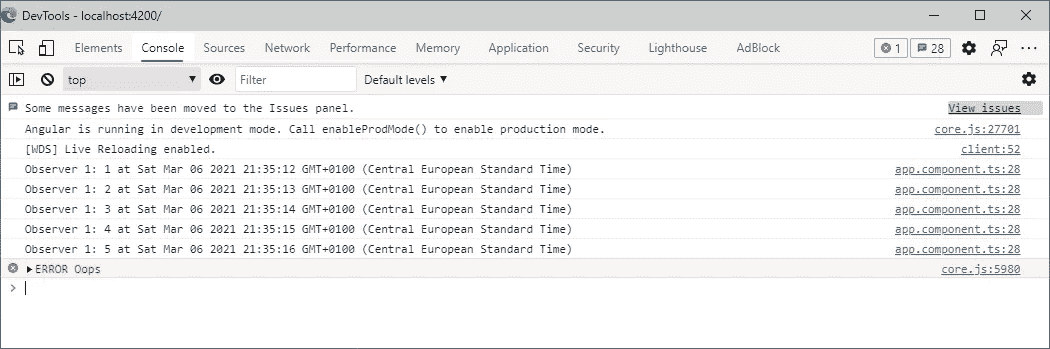 DevTools - localhost:4200/
Elements Console Sources Network Performance Memory Application Security Lighthouse AdBlock 1 28
top Filter Default levels
Some messages have been moved to the Issues panel. View issues
Angular is running in development mode. Call enableProdMode() to enable production mode. core.js:27701
[WDS] Live Reloading enabled. client:52
Observer 1: 1 at Sat Mar 06 2021 21:35:12 GMT+0100 (Central European Standard Time) app.component.ts:28
Observer 1: 2 at Sat Mar 06 2021 21:35:13 GMT+0100 (Central European Standard Time) app.component.ts:28
Observer 1: 3 at Sat Mar 06 2021 21:35:14 GMT+0100 (Central European Standard Time) app.component.ts:28
Observer 1: 4 at Sat Mar 06 2021 21:35:15 GMT+0100 (Central European Standard Time) app.component.ts:28
Observer 1: 5 at Sat Mar 06 2021 21:35:16 GMT+0100 (Central European Standard Time) app.component.ts:28
ERROR Oops core.js:5980